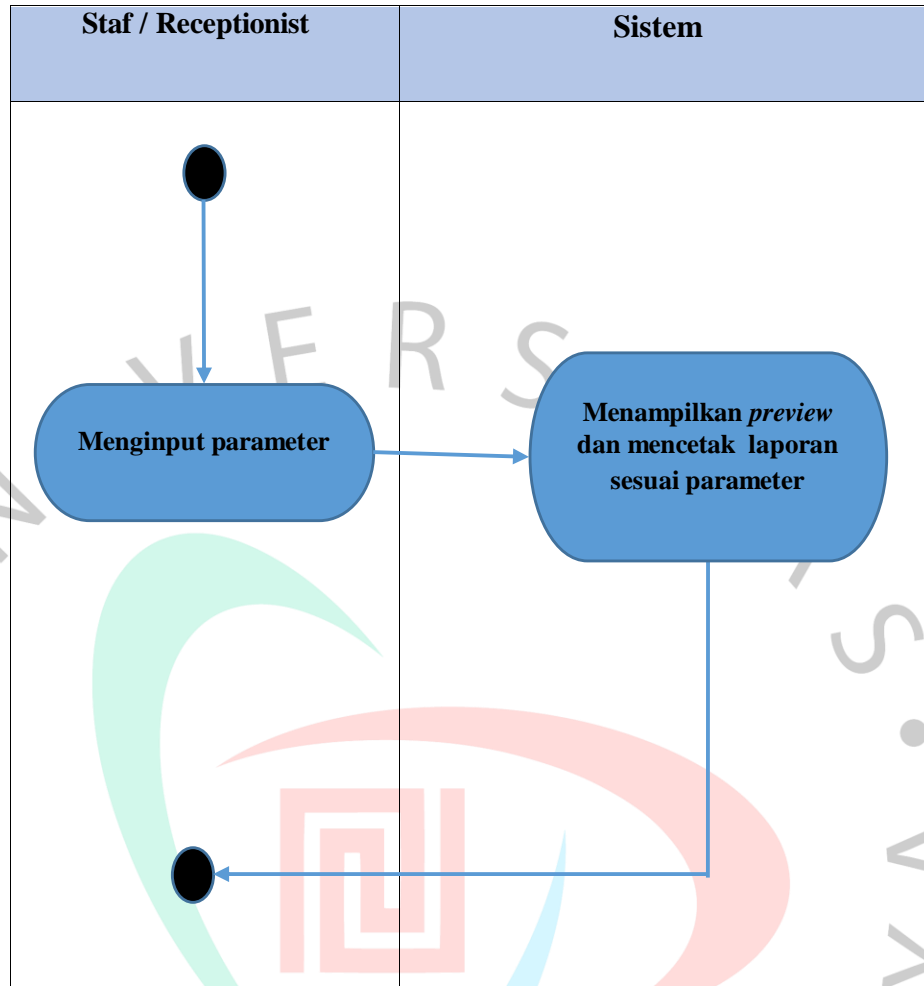 Staf / Receptionist
Sistem
V E R S
Menginput parameter
Menampilkan preview
dan mencetak laporan
sesuai parameter
N
S